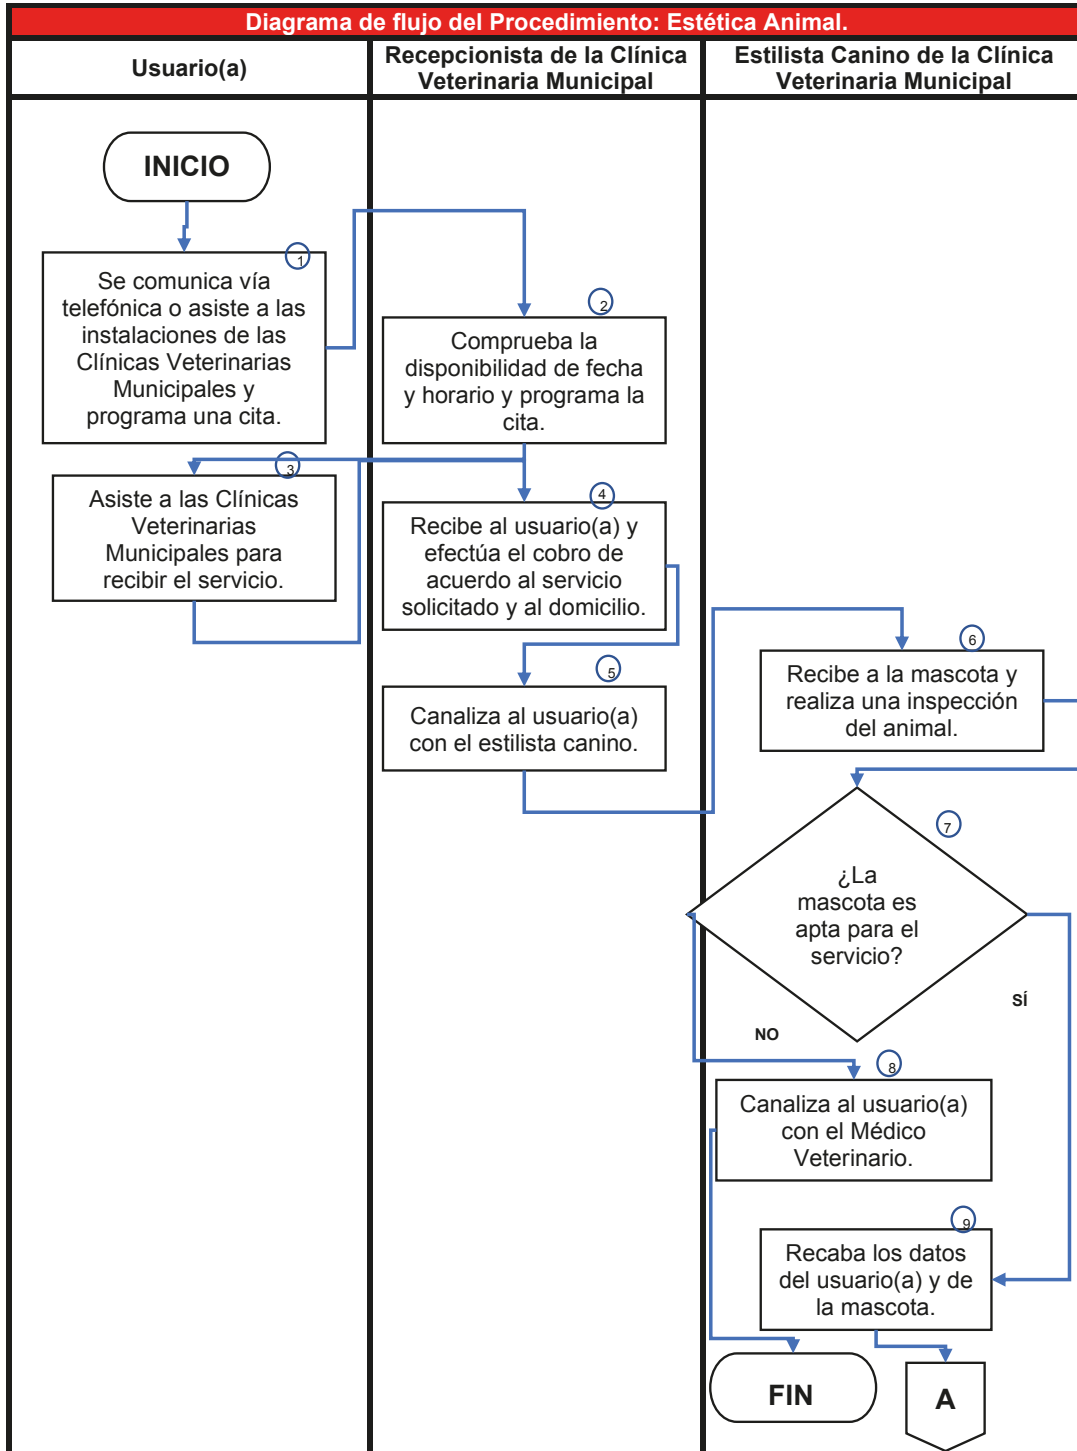 Diagrama de flujo del Procedimiento: Estética Animal.
Usuario(a)
Recepcionista de la Clínica
Veterinaria Municipal
Estilista Canino de la Clínica
Veterinaria Municipal
INICIO
1
Se comunica vía
telefónica o asiste a las
instalaciones de las
Clínicas Veterinarias
Municipales y
programa una cita.
2
Comprueba la
disponibilidad de fecha
y horario y programa la
cita.
3
Asiste a las Clínicas
Veterinarias
Municipales para
recibir el servicio.
4
Recibe al usuario(a) y
efectúa el cobro de
acuerdo al servicio
solicitado y al domicilio.
5
Canaliza al usuario(a)
con el estilista canino.
6
Recibe a la mascota y
realiza una inspección
del animal.
7
¿La
mascota es
apta para el
servicio?
SÍ
NO
8
Canaliza al usuario(a)
con el Médico
Veterinario.
9
Recaba los datos
del usuario(a) y de
la mascota.
FIN
A